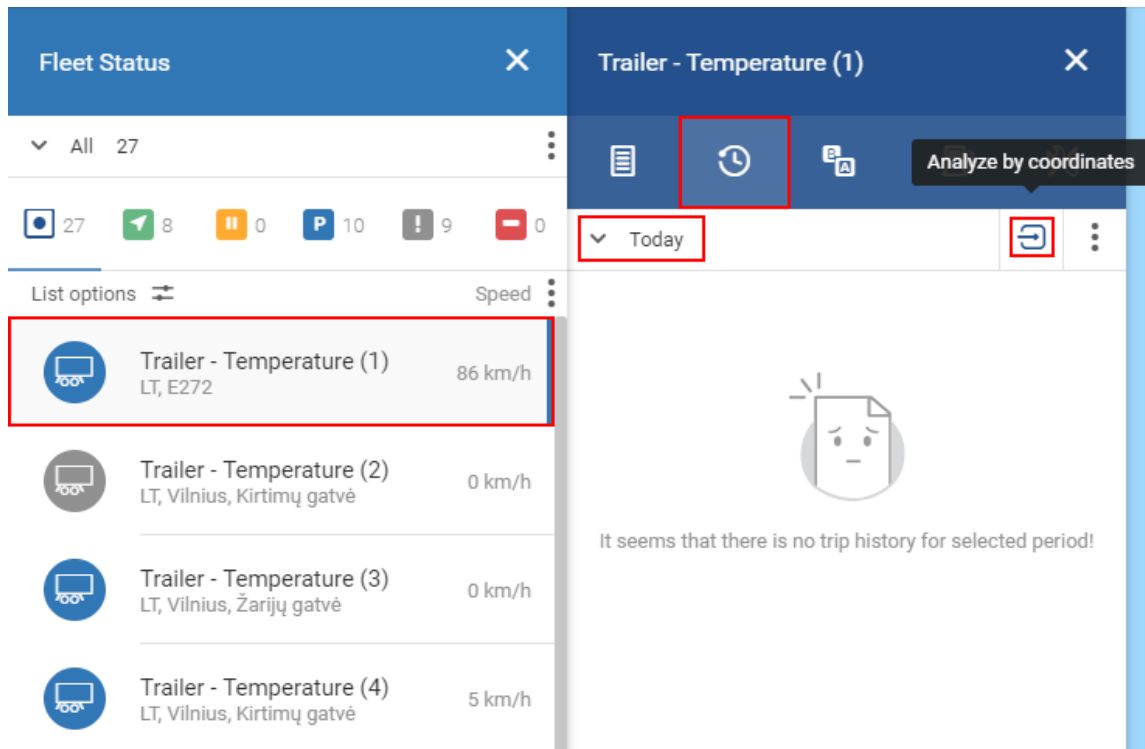 Fleet Status
All 27
27 8 0 P 10 9 0
List options Speed
Trailer - Temperature (1)
LT, E272
86 km/h
Trailer - Temperature (2)
LT, Vilnius, Kirtimų gatvė
0 km/h
Trailer - Temperature (3)
LT, Vilnius, Žarijų gatvė
0 km/h
Trailer - Temperature (4)
LT, Vilnius, Kirtimų gatvė
5 km/h
Trailer - Temperature (1)
B A
Analyze by coordinates
Today
It seems that there is no trip history for selected period!